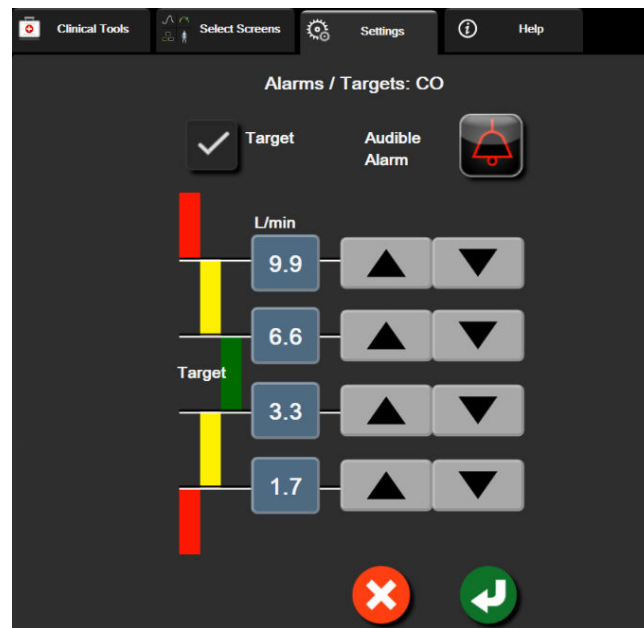 Clinical Tools
Select Screens
Settings
Help
Alarms / Targets: CO
Target
Audible
Alarm
L/min
9.9
6.6
Target
3.3
1.7